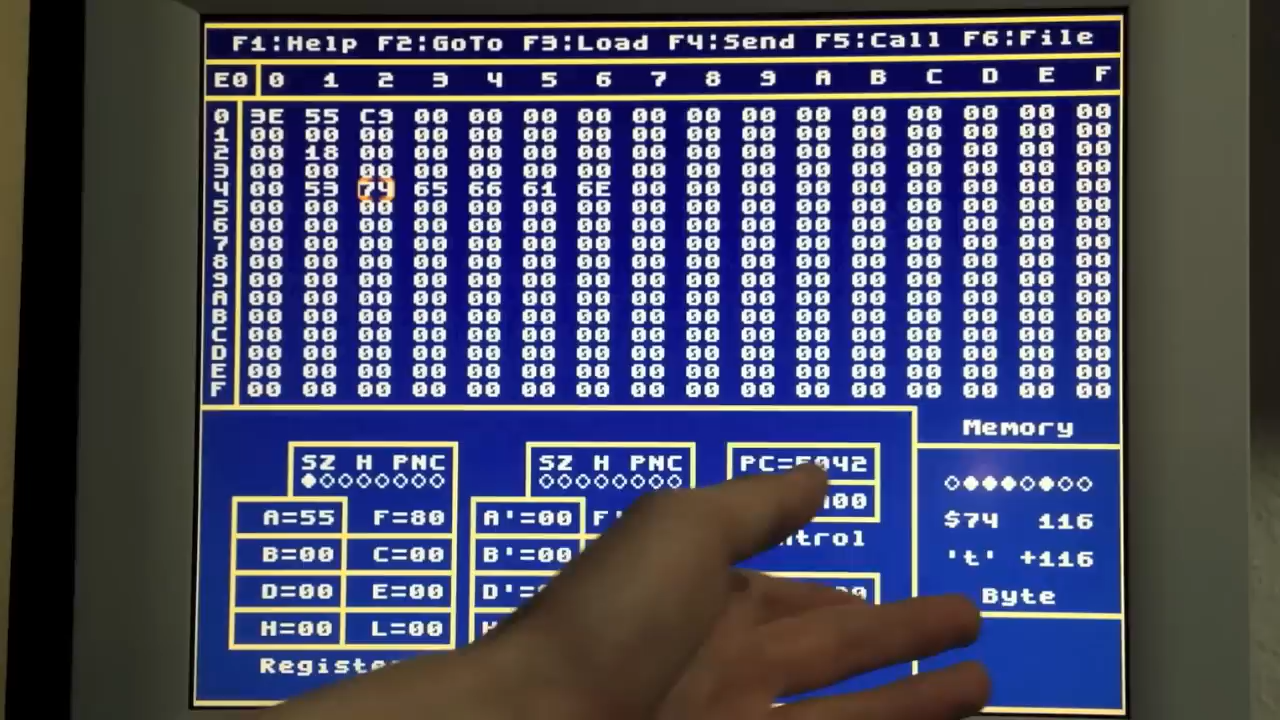 F1:Help F2:GoTo F3:Load F4:Send F5:Call F6:File
E0 0 1 2 3 4 5 6 7 8 9 A B C D E F
0 3E 55 C9 00 00 00 00 00 00 00 00 00 00 00 00 00
1 00 00 00 00 00 00 00 00 00 00 00 00 00 00 00 00
2 00 18 00 00 00 00 00 00 00 00 00 00 00 00 00 00
3 00 00 00 00 00 00 00 00 00 00 00 00 00 00 00 00
4 00 53 74 65 66 61 6E 00 00 00 00 00 00 00 00 00
5 00 00 00 00 00 00 00 00 00 00 00 00 00 00 00 00
6 00 00 00 00 00 00 00 00 00 00 00 00 00 00 00 00
7 00 00 00 00 00 00 00 00 00 00 00 00 00 00 00 00
8 00 00 00 00 00 00 00 00 00 00 00 00 00 00 00 00
9 00 00 00 00 00 00 00 00 00 00 00 00 00 00 00 00
A 00 00 00 00 00 00 00 00 00 00 00 00 00 00 00 00
B 00 00 00 00 00 00 00 00 00 00 00 00 00 00 00 00
C 00 00 00 00 00 00 00 00 00 00 00 00 00 00 00 00
D 00 00 00 00 00 00 00 00 00 00 00 00 00 00 00 00
E 00 00 00 00 00 00 00 00 00 00 00 00 00 00 00 00
F 00 00 00 00 00 00 00 00 00 00 00 00 00 00 00 00
Memory
SZ H PNC SZ H PNC
A=55 F=80 A'=00 $74 116
B=00 C=00 B'=00 't' +116
D=00 E=00 Byte
H=00 L=00